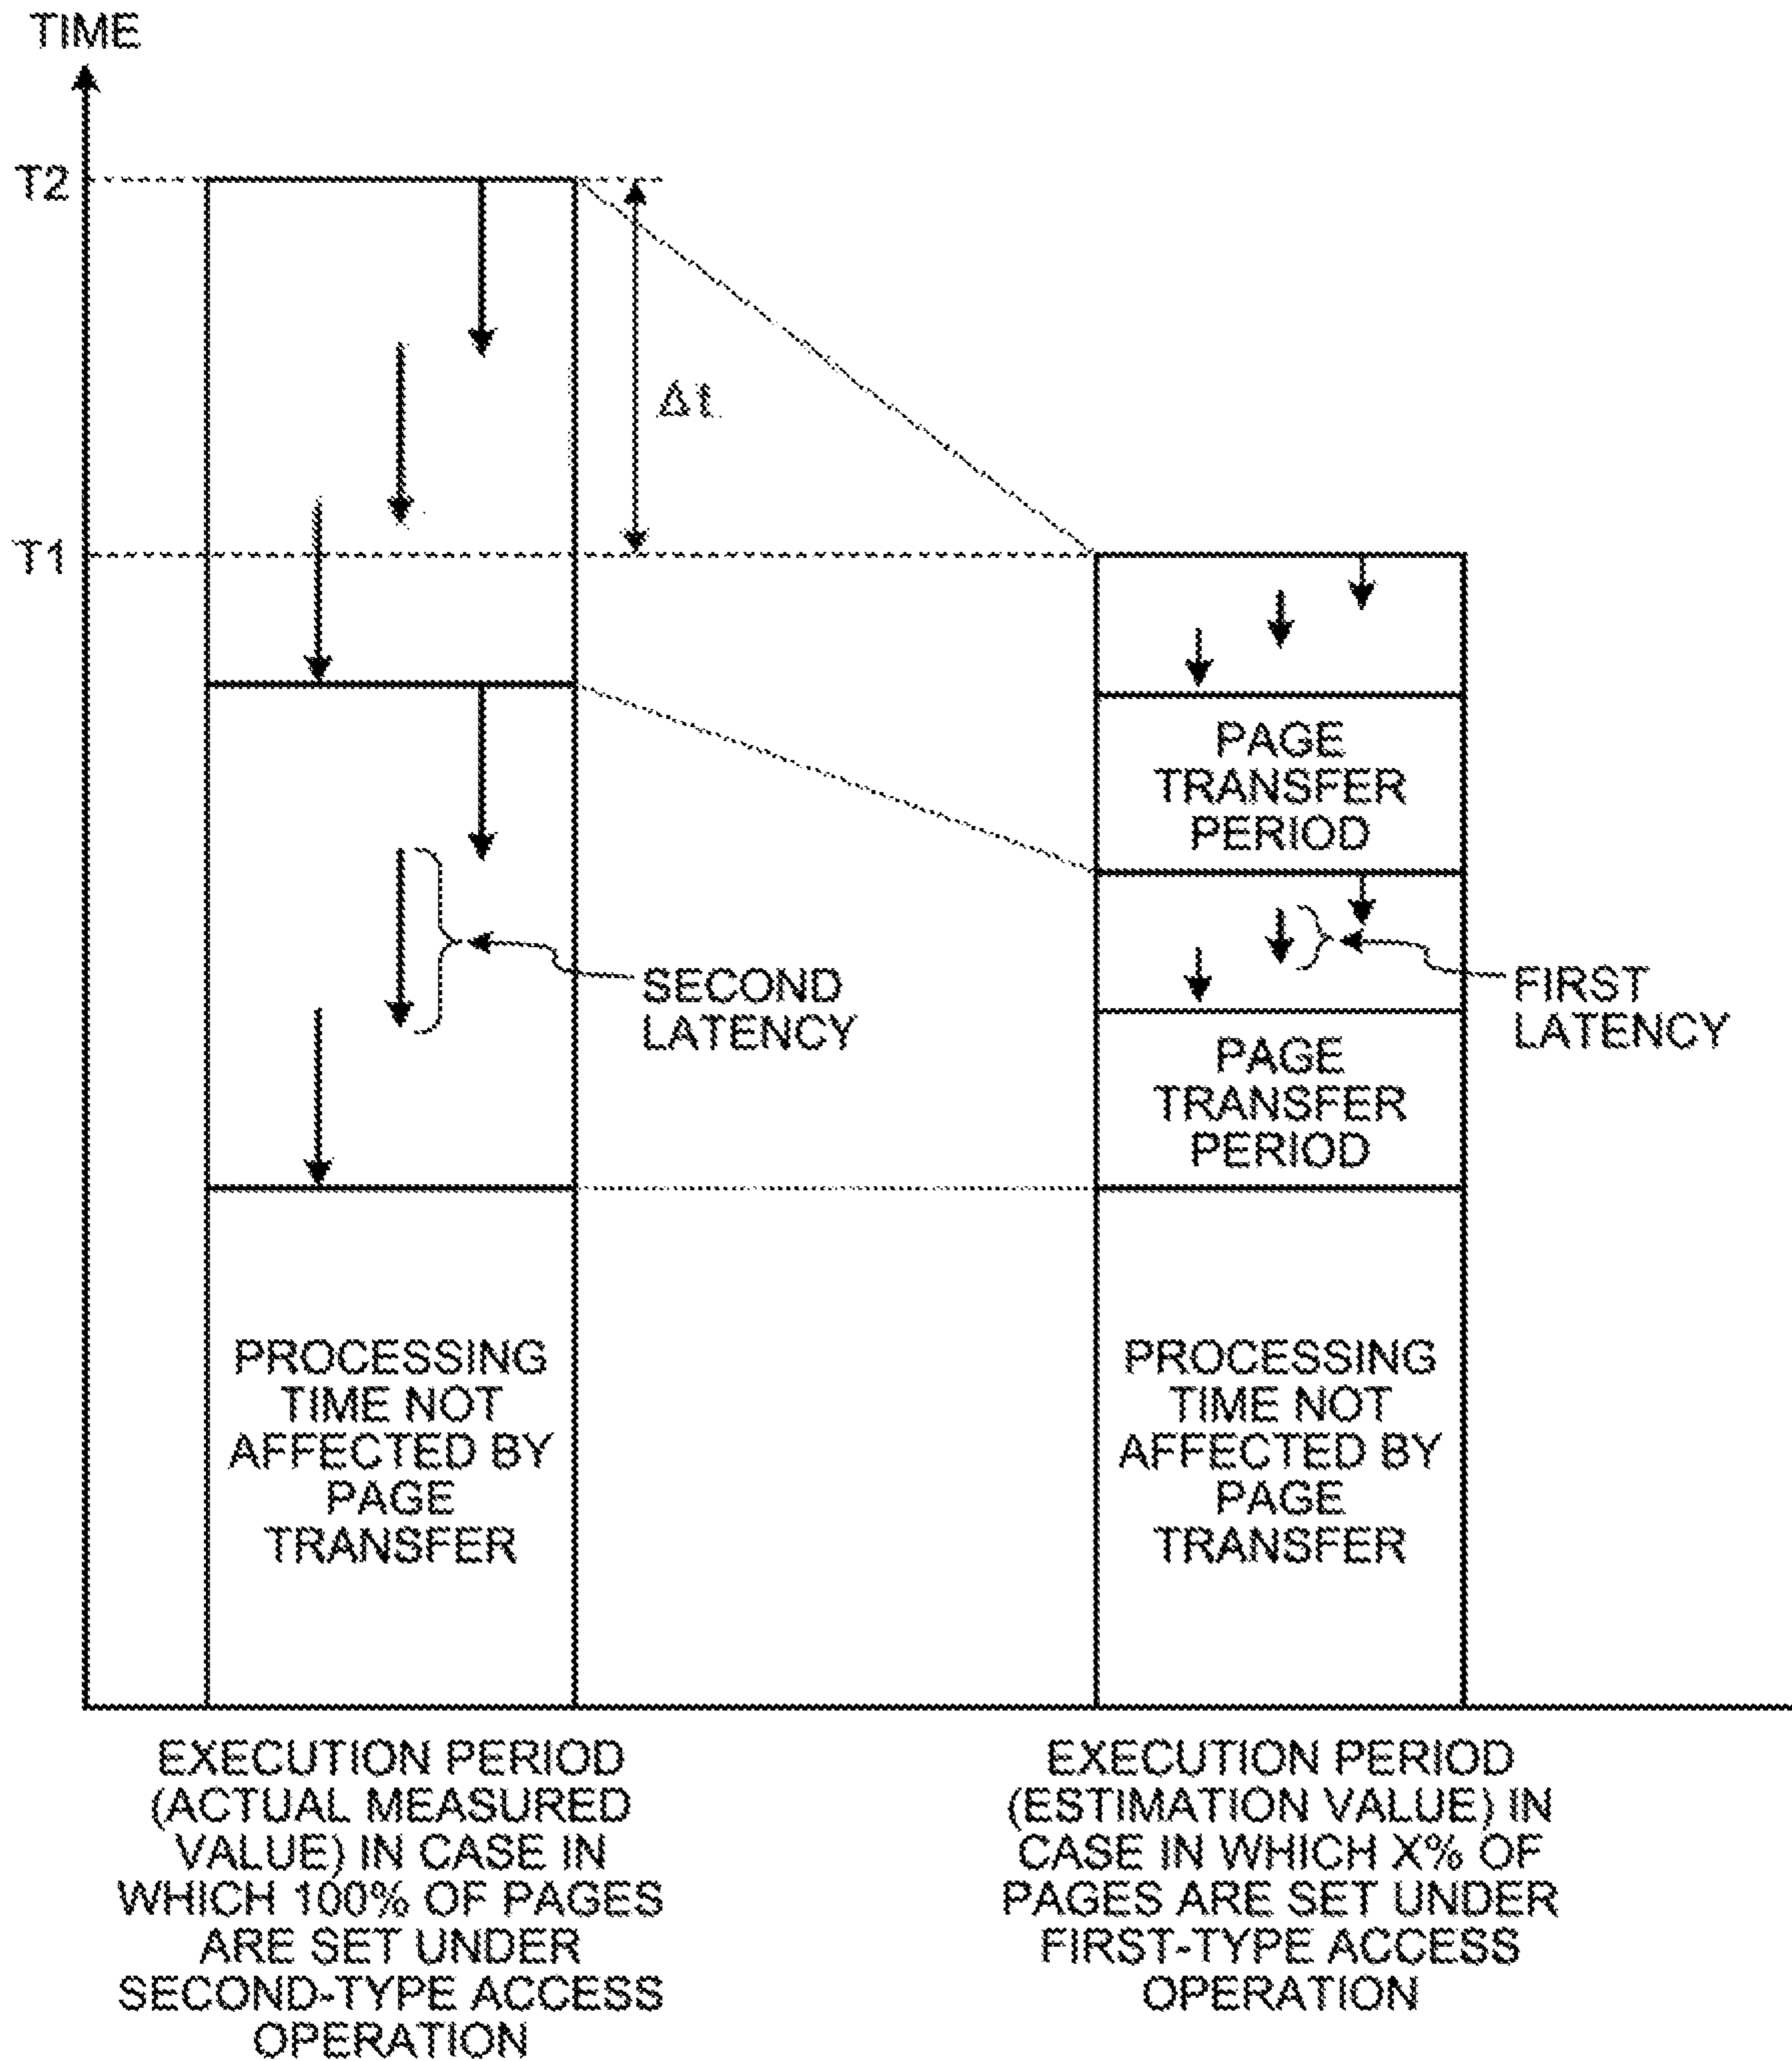 TIME
T2
Δt
T1
PAGE
TRANSFER
PERIOD
SECOND
LATENCY
FIRST
LATENCY
PAGE
TRANSFER
PERIOD
PROCESSING
TIME NOT
AFFECTED BY
PAGE
TRANSFER
PROCESSING
TIME NOT
AFFECTED BY
PAGE
TRANSFER
EXECUTION PERIOD
(ACTUAL MEASURED
VALUE) IN CASE IN
WHICH 100% OF PAGES
ARE SET UNDER
SECOND-TYPE ACCESS
OPERATION
EXECUTION PERIOD
(ESTIMATION VALUE) IN
CASE IN WHICH X% OF
PAGES ARE SET UNDER
FIRST-TYPE ACCESS
OPERATION